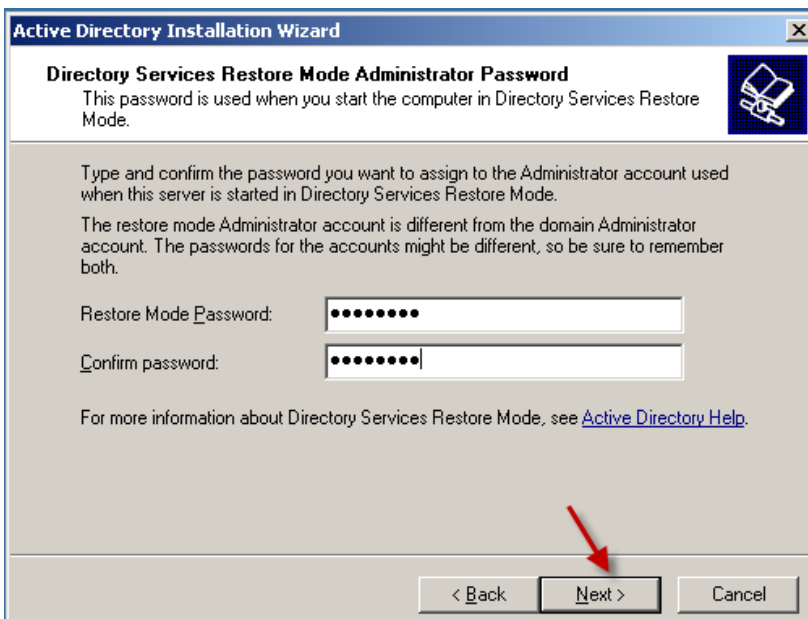 Active Directory Installation Wizard
Directory Services Restore Mode Administrator Password
This password is used when you start the computer in Directory Services Restore
Mode.
Type and confirm the password you want to assign to the Administrator account used
when this server is started in Directory Services Restore Mode.
The restore mode Administrator account is different from the domain Administrator
account. The passwords for the accounts might be different, so be sure to remember
both.
Restore Mode Password: ••••••••
Confirm password: ••••••••
For more information about Directory Services Restore Mode, see Active Directory Help.
< Back Next > Cancel